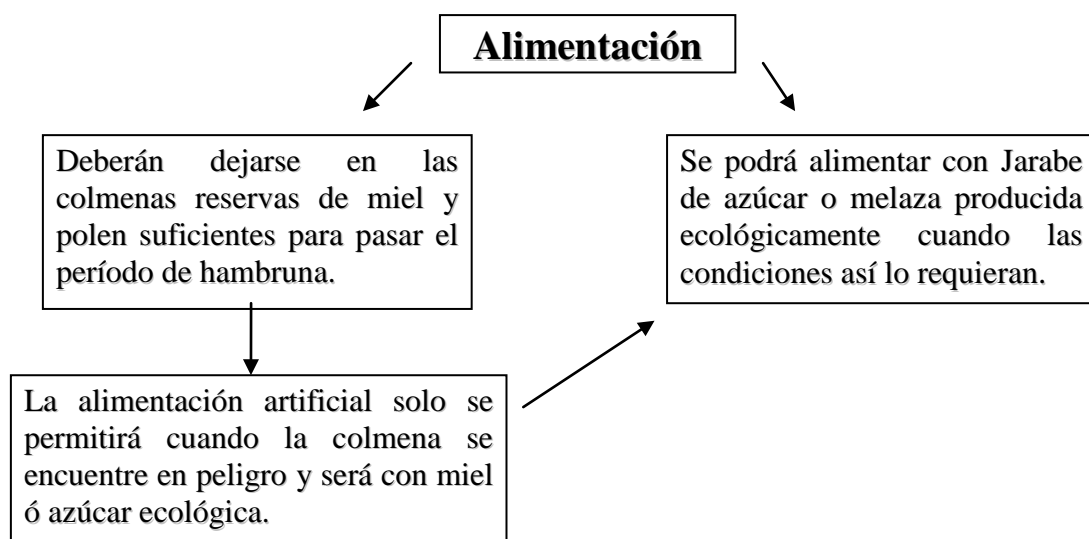 Alimentación
Deberán dejarse en las
colmenas reservas de miel y
polen suficientes para pasar el
período de hambruna.
Se podrá alimentar con Jarabe
de azúcar o melaza producida
ecológicamente cuando las
condiciones así lo requieran.
La alimentación artificial solo se
permitirá cuando la colmena se
encuentre en peligro y será con miel
ó azúcar ecológica.